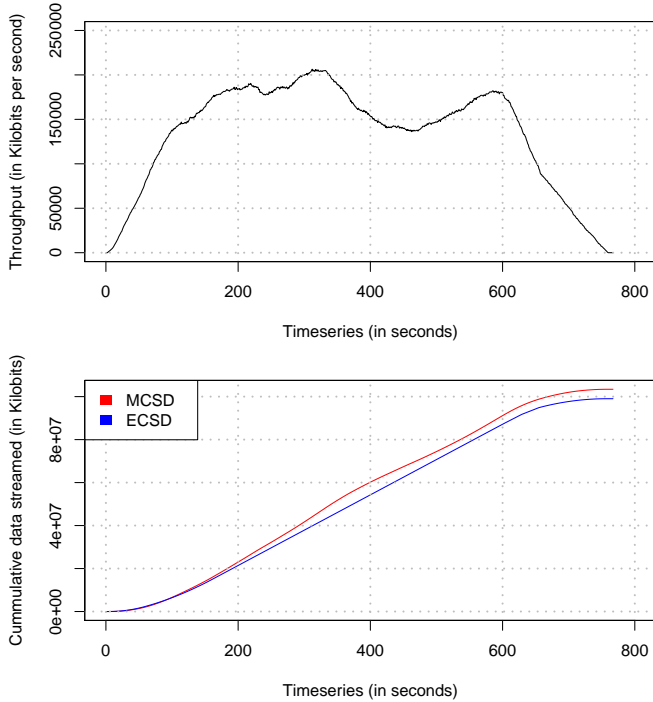 Throughput (in Kilobits per second)
250000
150000
50000
0
0 200 400 600 800
Timeseries (in seconds)
Cummulative data streamed (in Kilobits)
MCSD
ECSD
8e+07
4e+07
0e+00
0 200 400 600 800
Timeseries (in seconds)